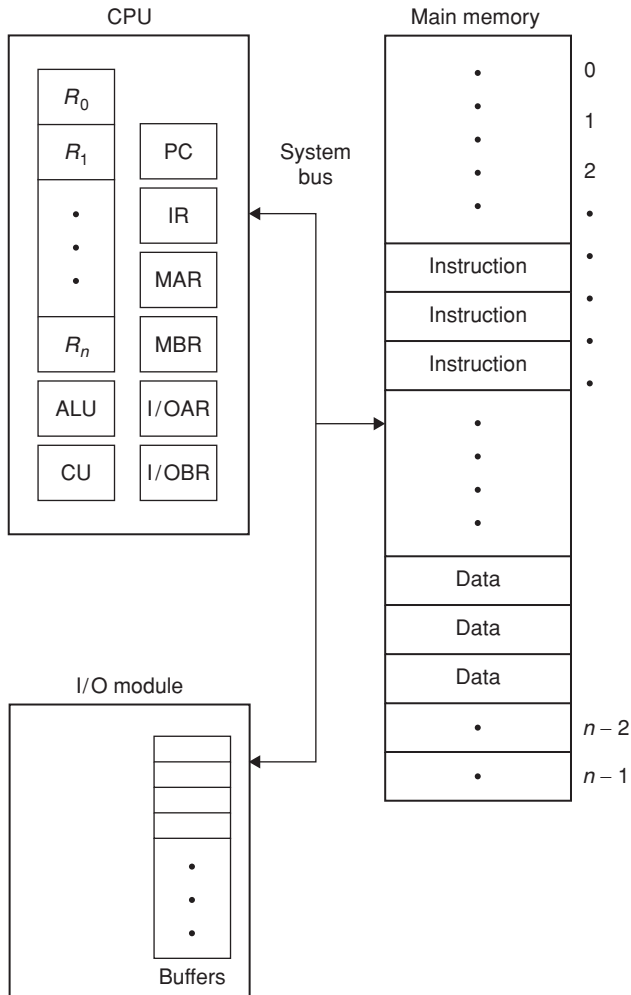 CPU
R0
R1
Rn
ALU
CU
PC
IR
MAR
MBR
I/OAR
I/OBR
System
bus
Main memory
0
1
2
Instruction
Instruction
Instruction
Data
Data
Data
n – 2
n – 1
I/O module
Buffers